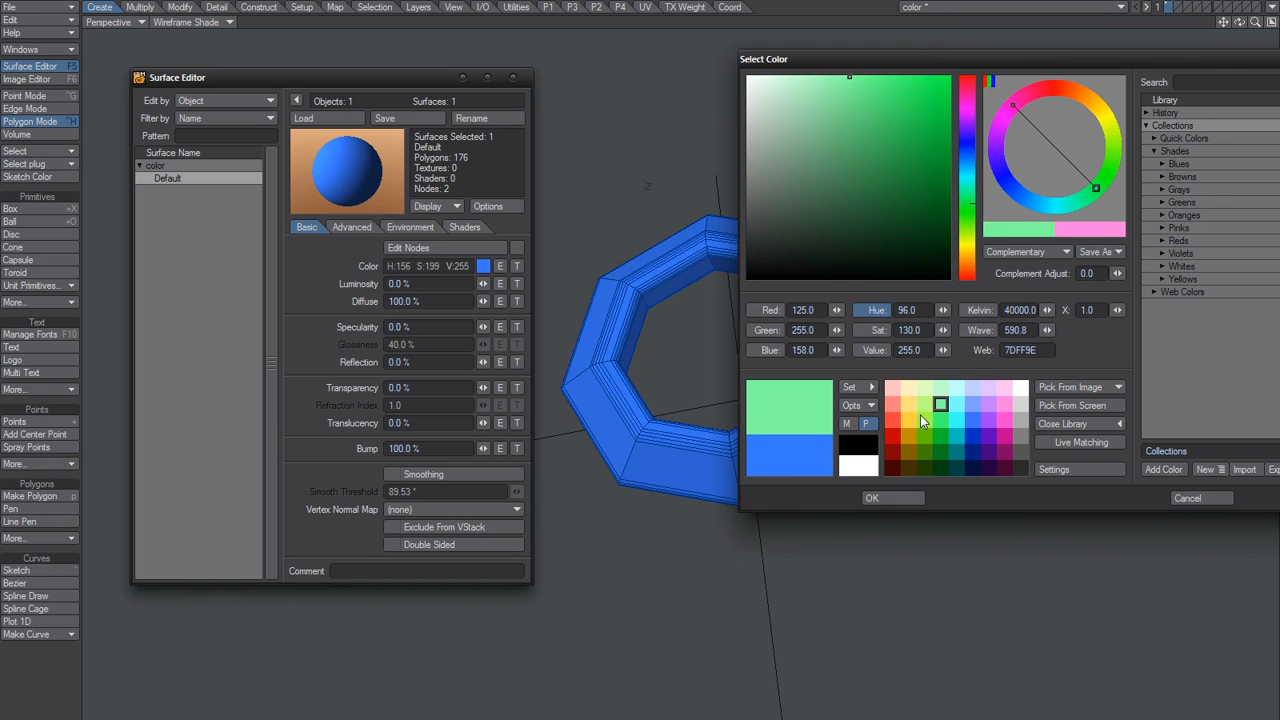 File
Edit
Help
Windows
Surface Editor F5
Image Editor F6
Point Mode ^G
Edge Mode
Polygon Mode ^H
Volume
Select
Select plug
Sketch Color
Primitives
Box +X
Ball +O
Disc
Cone
Capsule
Toroid
Unit Primitives...
More...
Text
Manage Fonts F10
Text
Logo
Multi Text
More...
Points
Points +
Add Center Point
Spray Points
Polygons
Make Polygon p
Pen
Line Pen
More...
Curves
Sketch
Bezier
Spline Draw
Spline Cage
Plot 1D
Make Curve
Create Multiply Modify Detail Construct Setup Map Selection Layers View I/O Utilities P1 P3 P2 P4 UV TX Weight Coord
color * 1
Perspective Wireframe Shade
Surface Editor
Edit by Object
Filter by Name
Pattern
Surface Name
color
Default
Objects: 1 Surfaces: 1
Load Save Rename
Surfaces Selected: 1
Default
Polygons: 176
Textures: 0
Shaders: 0
Nodes: 2
Display Options
Basic Advanced Environment Shaders
Edit Nodes
Color H:156 S:199 V:255 E T
Luminosity 0.0 % E T
Diffuse 100.0 % E T
Specularity 0.0 % E T
Glossiness 40.0 % E T
Reflection 0.0 % E T
Transparency 0.0 % E T
Refraction Index 1.0 E T
Translucency 0.0 % E T
Bump 100.0 % E T
Smoothing
Smooth Threshold 89.53 °
Vertex Normal Map (none)
Exclude From VStack
Double Sided
Comment
-Z
Select Color
Complementary Save As
Complement Adjust: 0.0
Red: 125.0 Hue: 96.0 Kelvin: 40000.0 X: 1.0
Green: 255.0 Sat: 130.0 Wave: 590.8
Blue: 158.0 Value: 255.0 Web: 7DFF9E
Set
Opts
M P
Pick From Image
Pick From Screen
Close Library
Live Matching
Settings
OK Cancel
Search
Library
History
Collections
Quick Colors
Shades
Blues
Browns
Grays
Greens
Oranges
Pinks
Reds
Violets
Whites
Yellows
Web Colors
Collections
Add Color New Import